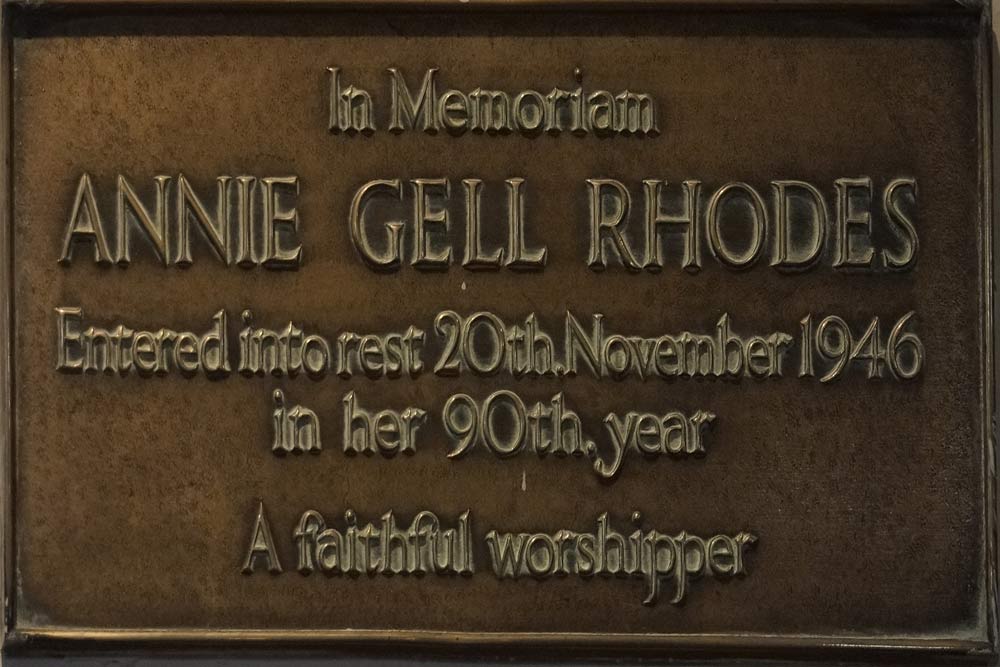 In Memoriam
ANNIE GELL RHODES
Entered into rest 20th. November 1946
in her 90th. year
A faithful worshipper